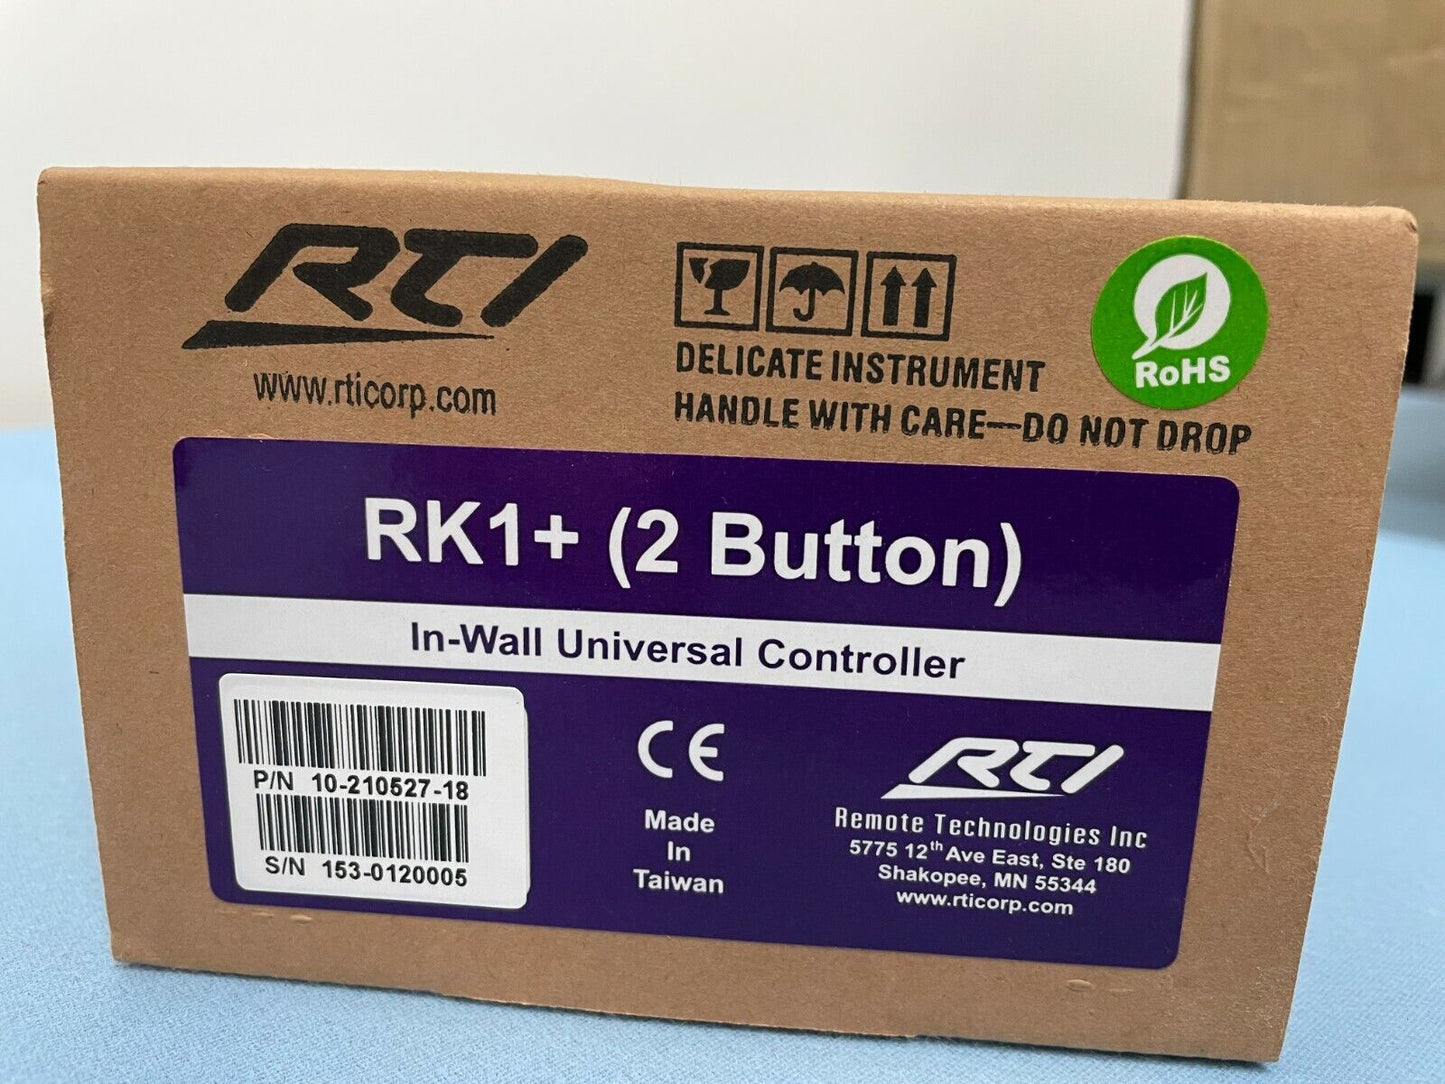 RTI
www.rticorp.com
DELICATE INSTRUMENT
HANDLE WITH CARE—DO NOT DROP
RoHS
RK1+ (2 Button)
In-Wall Universal Controller
P/N 10-210527-18
S/N 153-0120005
CE
Made
In
Taiwan
RTI
Remote Technologies Inc
5775 12th Ave East, Ste 180
Shakopee, MN 55344
www.rticorp.com